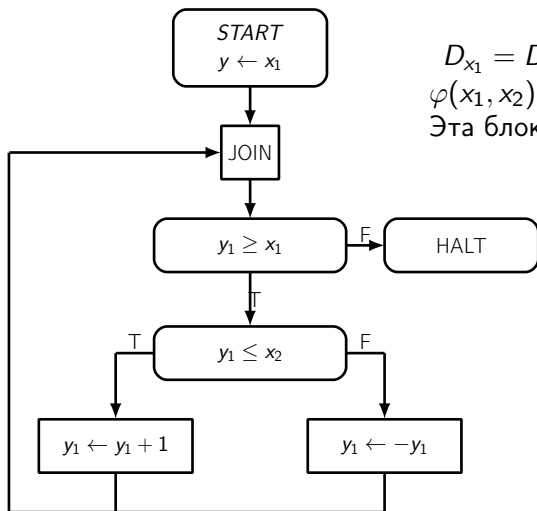 START
y ← x₁
D_{x₁} = D
φ(x₁, x₂)
Эта блок
JOIN
y₁ ≥ x₁
F
HALT
T
y₁ ≤ x₂
T
F
y₁ ← y₁ + 1
y₁ ← −y₁